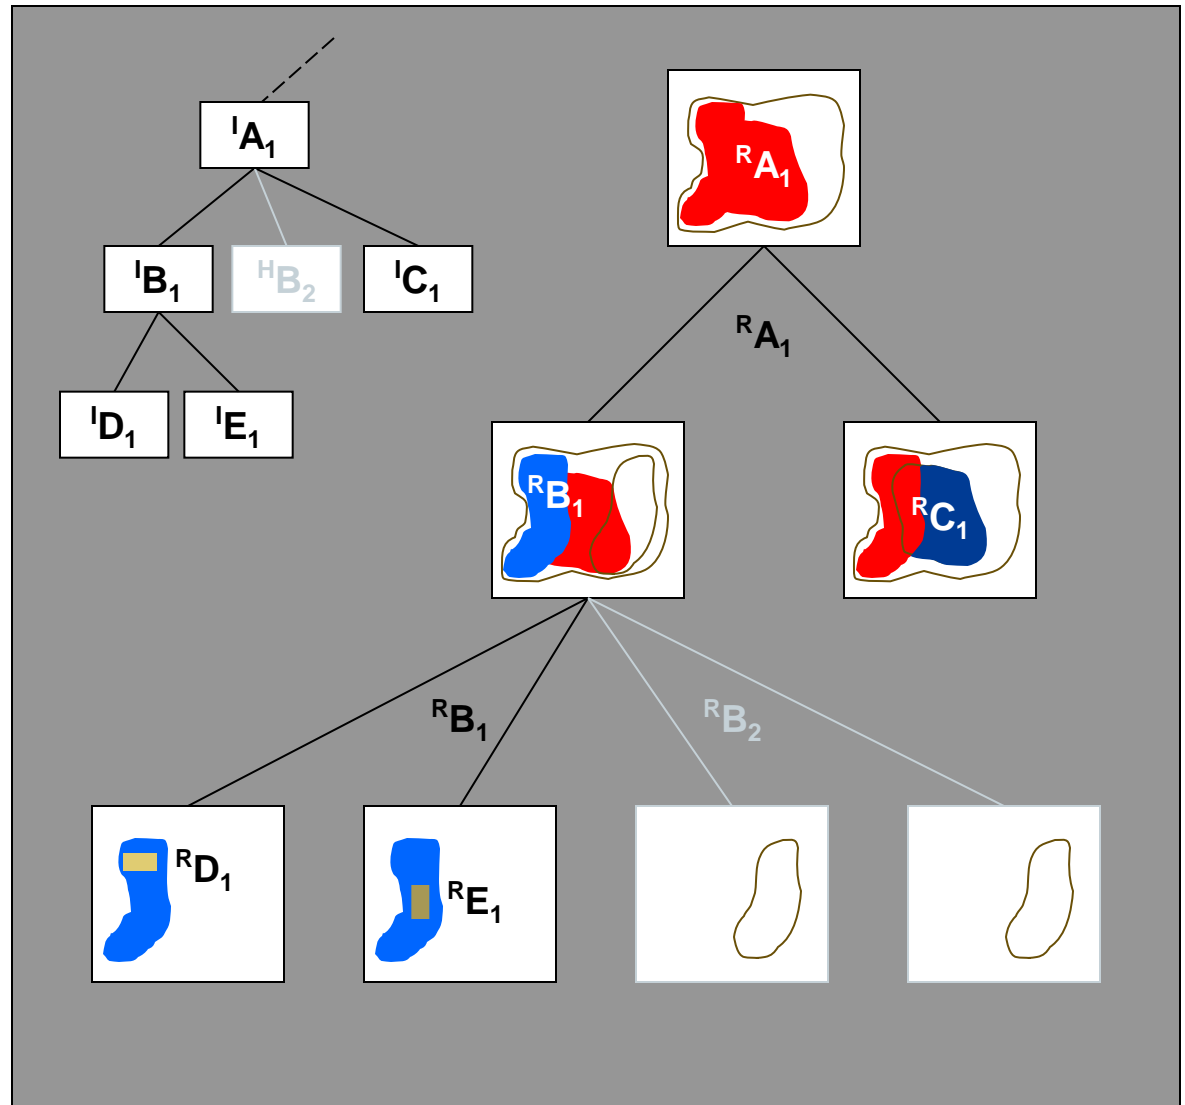 ᴵA₁
ᴿA₁
ᴵB₁ ᴴB₂ ᴵC₁
ᴿA₁
ᴵD₁ ᴵE₁
ᴿB₁ ᴿC₁
ᴿB₁ ᴿB₂
ᴿD₁ ᴿE₁